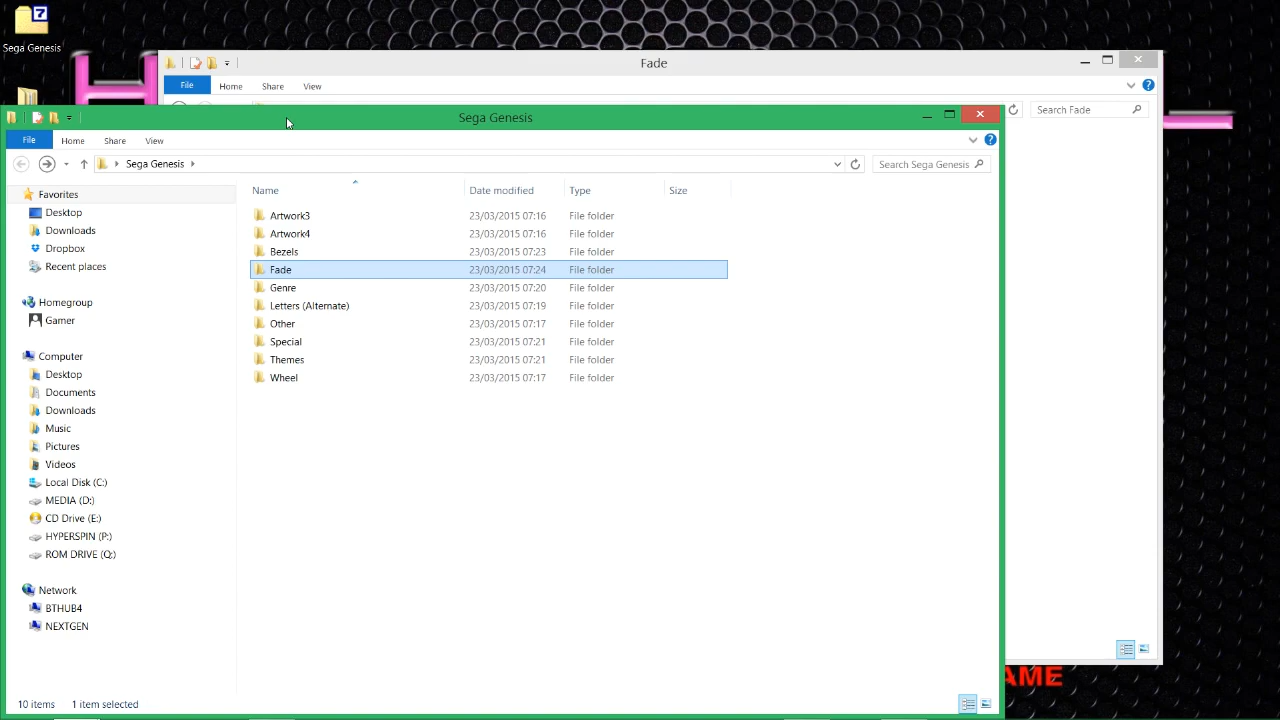 7
Sega Genesis
Fade
File Home Share View
Search Fade
Sega Genesis
File Home Share View
Sega Genesis
Search Sega Genesis
Name Date modified Type Size
Favorites
Desktop
Downloads
Dropbox
Recent places
Homegroup
Gamer
Computer
Desktop
Documents
Downloads
Music
Pictures
Videos
Local Disk (C:)
MEDIA (D:)
CD Drive (E:)
HYPERSPIN (P:)
ROM DRIVE (Q:)
Network
BTHUB4
NEXTGEN
Artwork3 23/03/2015 07:16 File folder
Artwork4 23/03/2015 07:16 File folder
Bezels 23/03/2015 07:23 File folder
Fade 23/03/2015 07:24 File folder
Genre 23/03/2015 07:20 File folder
Letters (Alternate) 23/03/2015 07:19 File folder
Other 23/03/2015 07:17 File folder
Special 23/03/2015 07:21 File folder
Themes 23/03/2015 07:21 File folder
Wheel 23/03/2015 07:17 File folder
10 items 1 item selected